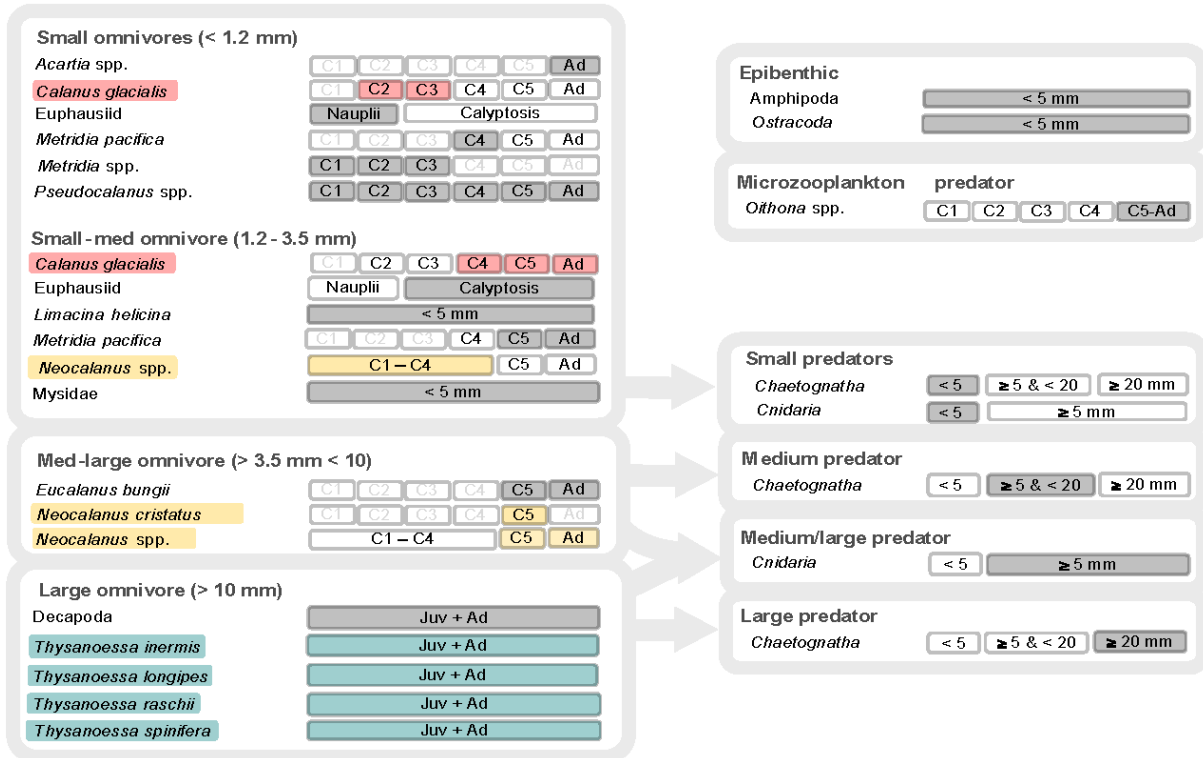 Small omnivores (< 1.2 mm)
Acartia spp. C1 C2 C3 C4 C5 Ad
Calanus glacialis C1 C2 C3 C4 C5 Ad
Euphausiid Nauplii Calyptosis
Metridia pacifica C1 C2 C3 C4 C5 Ad
Metridia spp. C1 C2 C3 C4 C5 Ad
Pseudocalanus spp. C1 C2 C3 C4 C5 Ad
Small-med omnivore (1.2 - 3.5 mm)
Calanus glacialis C1 C2 C3 C4 C5 Ad
Euphausiid Nauplii Calyptosis
Limacina helicina < 5 mm
Metridia pacifica C1 C2 C3 C4 C5 Ad
Neocalanus spp. C1 – C4 C5 Ad
Mysidae < 5 mm
Med-large omnivore (> 3.5 mm < 10)
Eucalanus bungii C1 C2 C3 C4 C5 Ad
Neocalanus cristatus C1 C2 C3 C4 C5 Ad
Neocalanus spp. C1 – C4 C5 Ad
Large omnivore (> 10 mm)
Decapoda Juv + Ad
Thysanoessa inermis Juv + Ad
Thysanoessa longipes Juv + Ad
Thysanoessa raschii Juv + Ad
Thysanoessa spinifera Juv + Ad
Epibenthic
Amphipoda < 5 mm
Ostracoda < 5 mm
Microzooplankton predator
Oithona spp. C1 C2 C3 C4 C5-Ad
Small predators
Chaetognatha < 5 ≥ 5 & < 20 ≥ 20 mm
Cnidaria < 5 ≥ 5 mm
Medium predator
Chaetognatha < 5 ≥ 5 & < 20 ≥ 20 mm
Medium/large predator
Cnidaria < 5 ≥ 5 mm
Large predator
Chaetognatha < 5 ≥ 5 & < 20 ≥ 20 mm